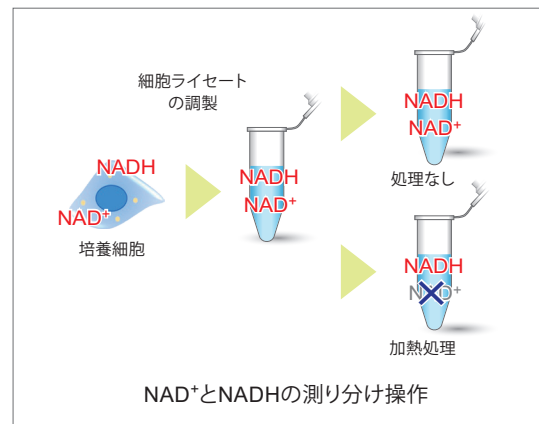 細胞ライセート
の調製
NADH
NAD⁺
培養細胞
NADH
NAD⁺
NADH
NAD⁺
処理なし
NADH
NAD⁺
加熱処理
NAD⁺とNADHの測り分け操作